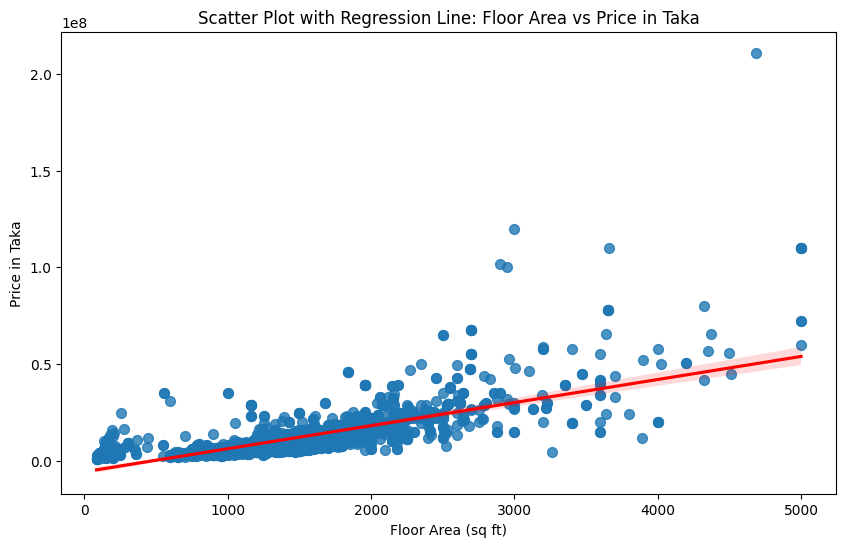 Scatter Plot with Regression Line: Floor Area vs Price in Taka
1e8
2.0
1.5
1.0
0.5
0.0
Price in Taka
0 1000 2000 3000 4000 5000
Floor Area (sq ft)